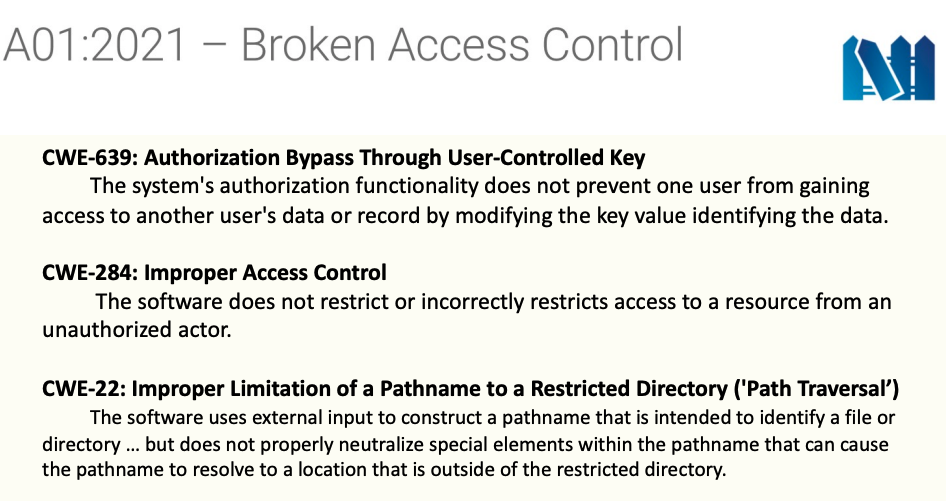 A01:2021 – Broken Access Control
CWE-639: Authorization Bypass Through User-Controlled Key
The system's authorization functionality does not prevent one user from gaining
access to another user's data or record by modifying the key value identifying the data.
CWE-284: Improper Access Control
The software does not restrict or incorrectly restricts access to a resource from an
unauthorized actor.
CWE-22: Improper Limitation of a Pathname to a Restricted Directory ('Path Traversal’)
The software uses external input to construct a pathname that is intended to identify a file or
directory … but does not properly neutralize special elements within the pathname that can cause
the pathname to resolve to a location that is outside of the restricted directory.